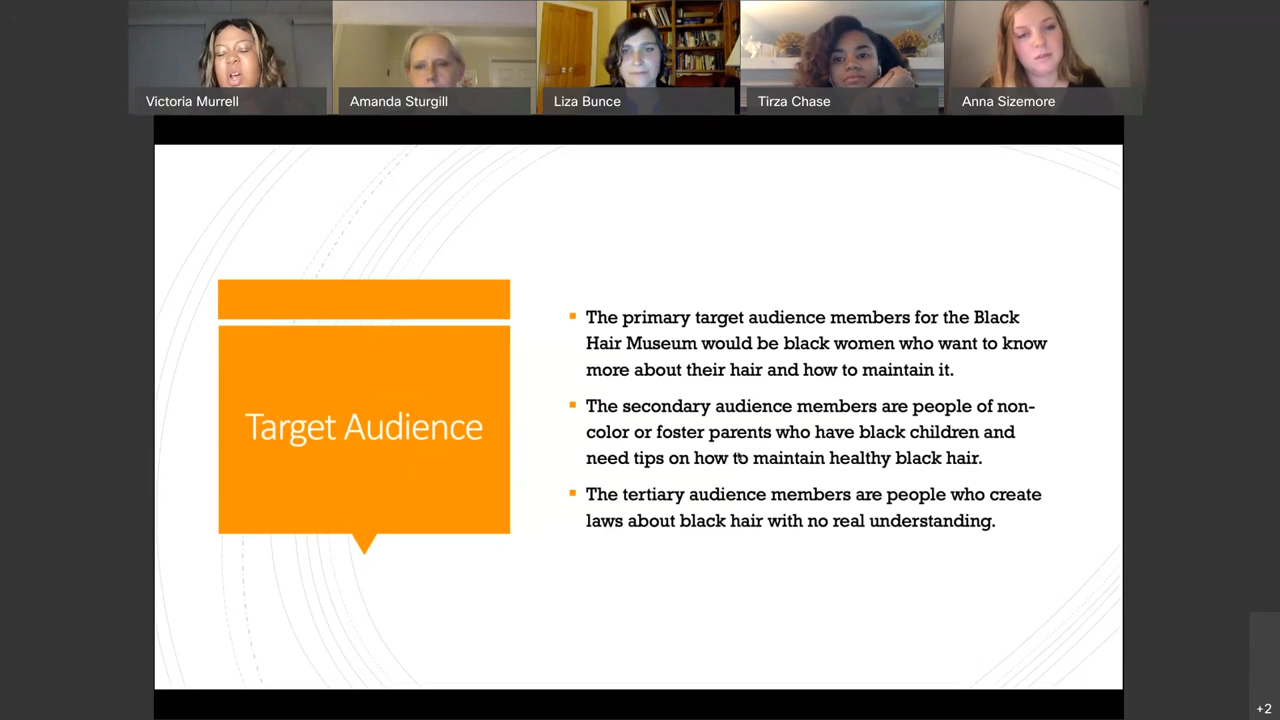 Victoria Murrell
Amanda Sturgill
Liza Bunce
Tirza Chase
Anna Sizemore
Target Audience
The primary target audience members for the Black
Hair Museum would be black women who want to know
more about their hair and how to maintain it.
The secondary audience members are people of non-
color or foster parents who have black children and
need tips on how to maintain healthy black hair.
The tertiary audience members are people who create
laws about black hair with no real understanding.
+2